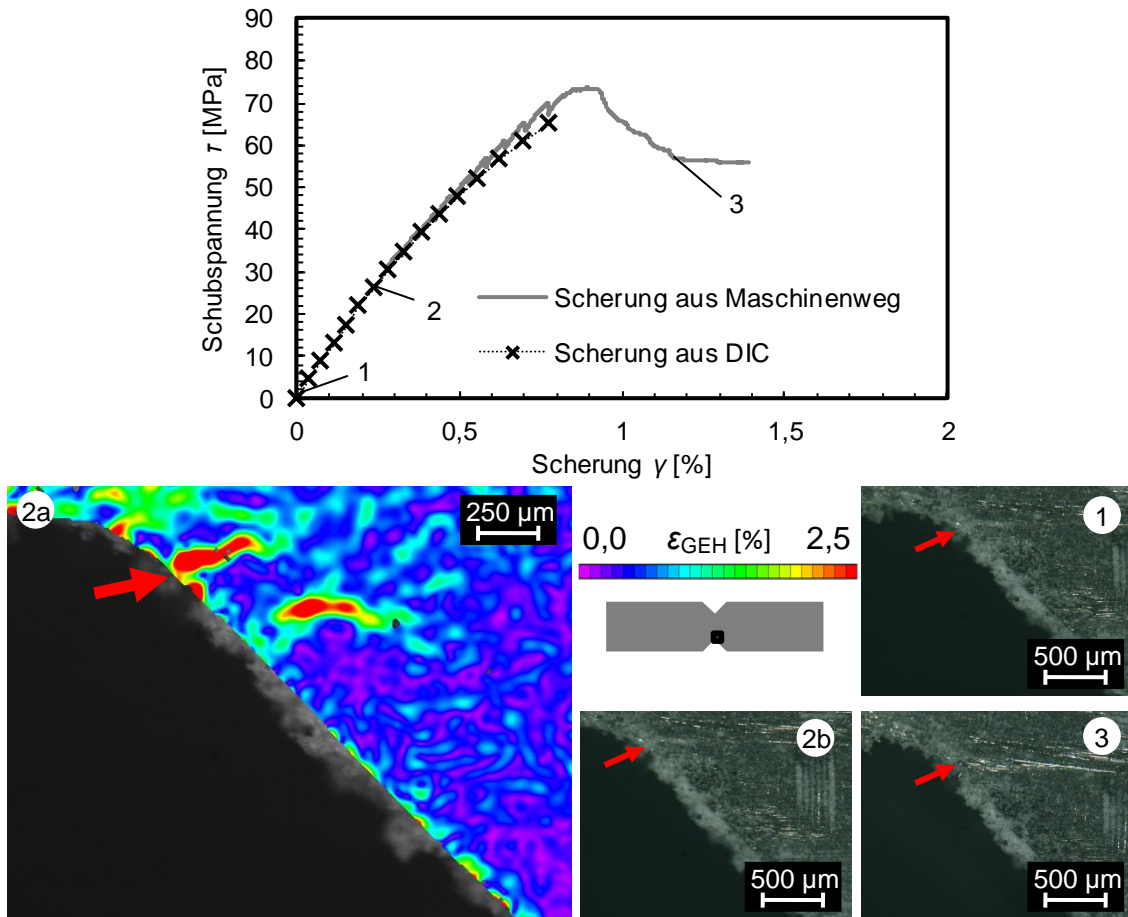 90
80
70
60
50
40
30
20
10
0
Schubspannung τ [MPa]
0
0,5
1
1,5
2
Scherung γ [%]
1
2
3
Scherung aus Maschinenweg
Scherung aus DIC
2a
250 µm
0,0 εGEH [%] 2,5
1
500 µm
2b
500 µm
3
500 µm